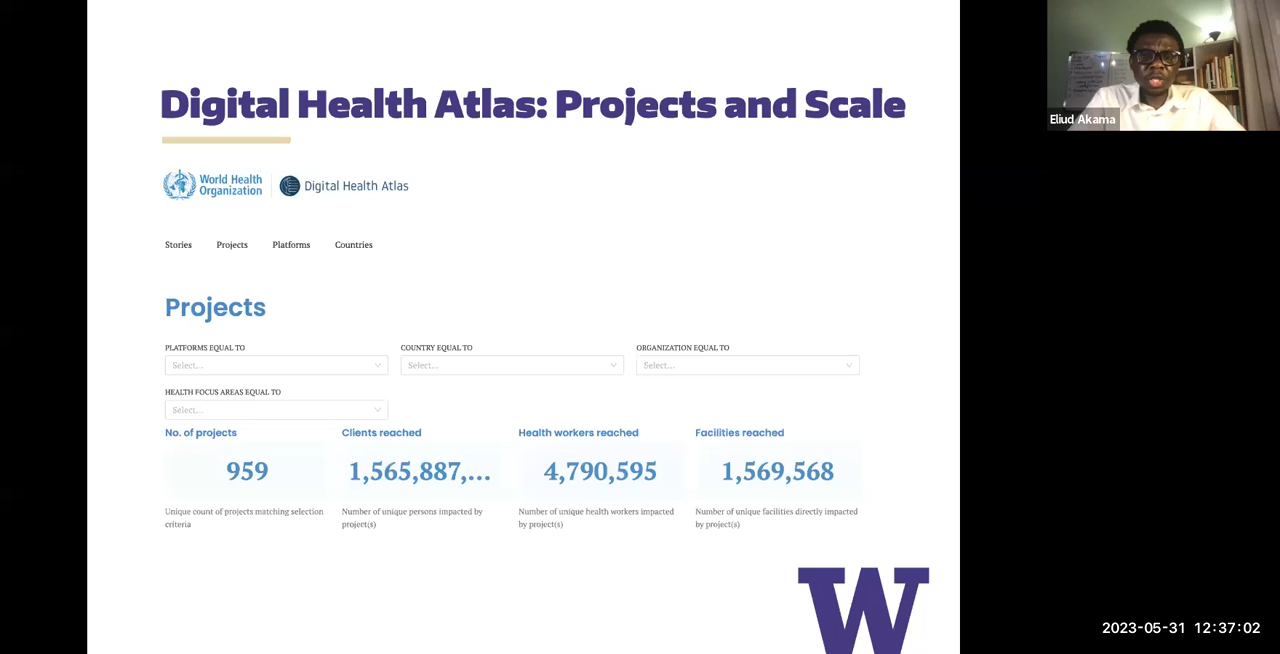 Digital Health Atlas: Projects and Scale
World Health
Organization
Digital Health Atlas
Stories Projects Platforms Countries
Projects
PLATFORMS EQUAL TO COUNTRY EQUAL TO ORGANIZATION EQUAL TO
Select... Select... Select...
HEALTH FOCUS AREAS EQUAL TO
Select...
No. of projects Clients reached Health workers reached Facilities reached
959 1,565,887,... 4,790,595 1,569,568
Unique count of projects matching selection
criteria
Number of unique persons impacted by
project(s)
Number of unique health workers impacted
by project(s)
Number of unique facilities directly impacted
by project(s)
W
Eliud Akama
2023-05-31 12:37:02